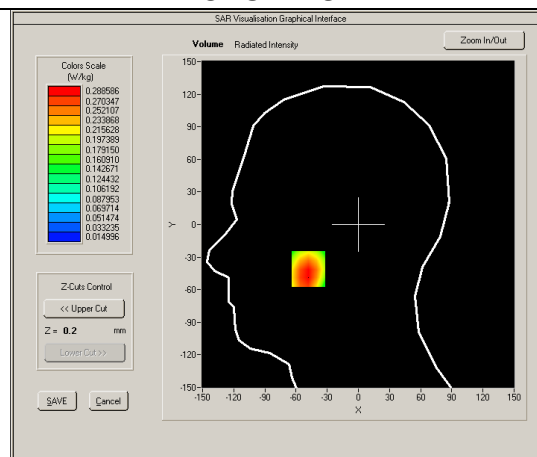 SAR Visualisation Graphical Interface
Volume Radiated Intensity
Zoom In/Out
Colors Scale
(W/kg)
0.288586
0.270347
0.252107
0.233868
0.215628
0.197389
0.179150
0.160910
0.142671
0.124432
0.106192
0.087953
0.069714
0.051474
0.033235
0.014996
Z-Cuts Control
<< Upper Cut
Z = 0.2 mm
Lower Cut >>
SAVE Cancel
150
120
90
60
30
0
-30
-60
-90
-120
-150
Y
-150 -120 -90 -60 -30 0 30 60 90 120 150
X